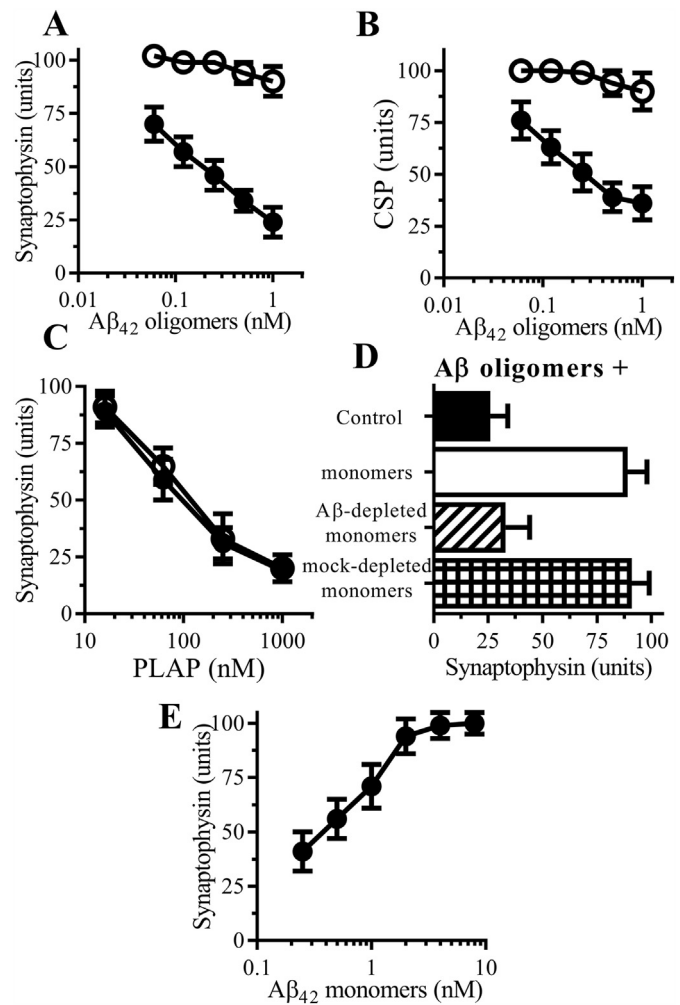 A
Synaptophysin (units)
100
75
50
25
0
0.01
0.1
1
Aβ42 oligomers (nM)
B
CSP (units)
100
75
50
25
0
0.01
0.1
1
Aβ42 oligomers (nM)
C
Synaptophysin (units)
100
75
50
25
0
10
100
1000
PLAP (nM)
D
Aβ oligomers +
Control
monomers
Aβ-depleted
monomers
mock-depleted
monomers
0
25
50
75
100
Synaptophysin (units)
E
Synaptophysin (units)
100
75
50
25
0
0.1
1
10
Aβ42 monomers (nM)